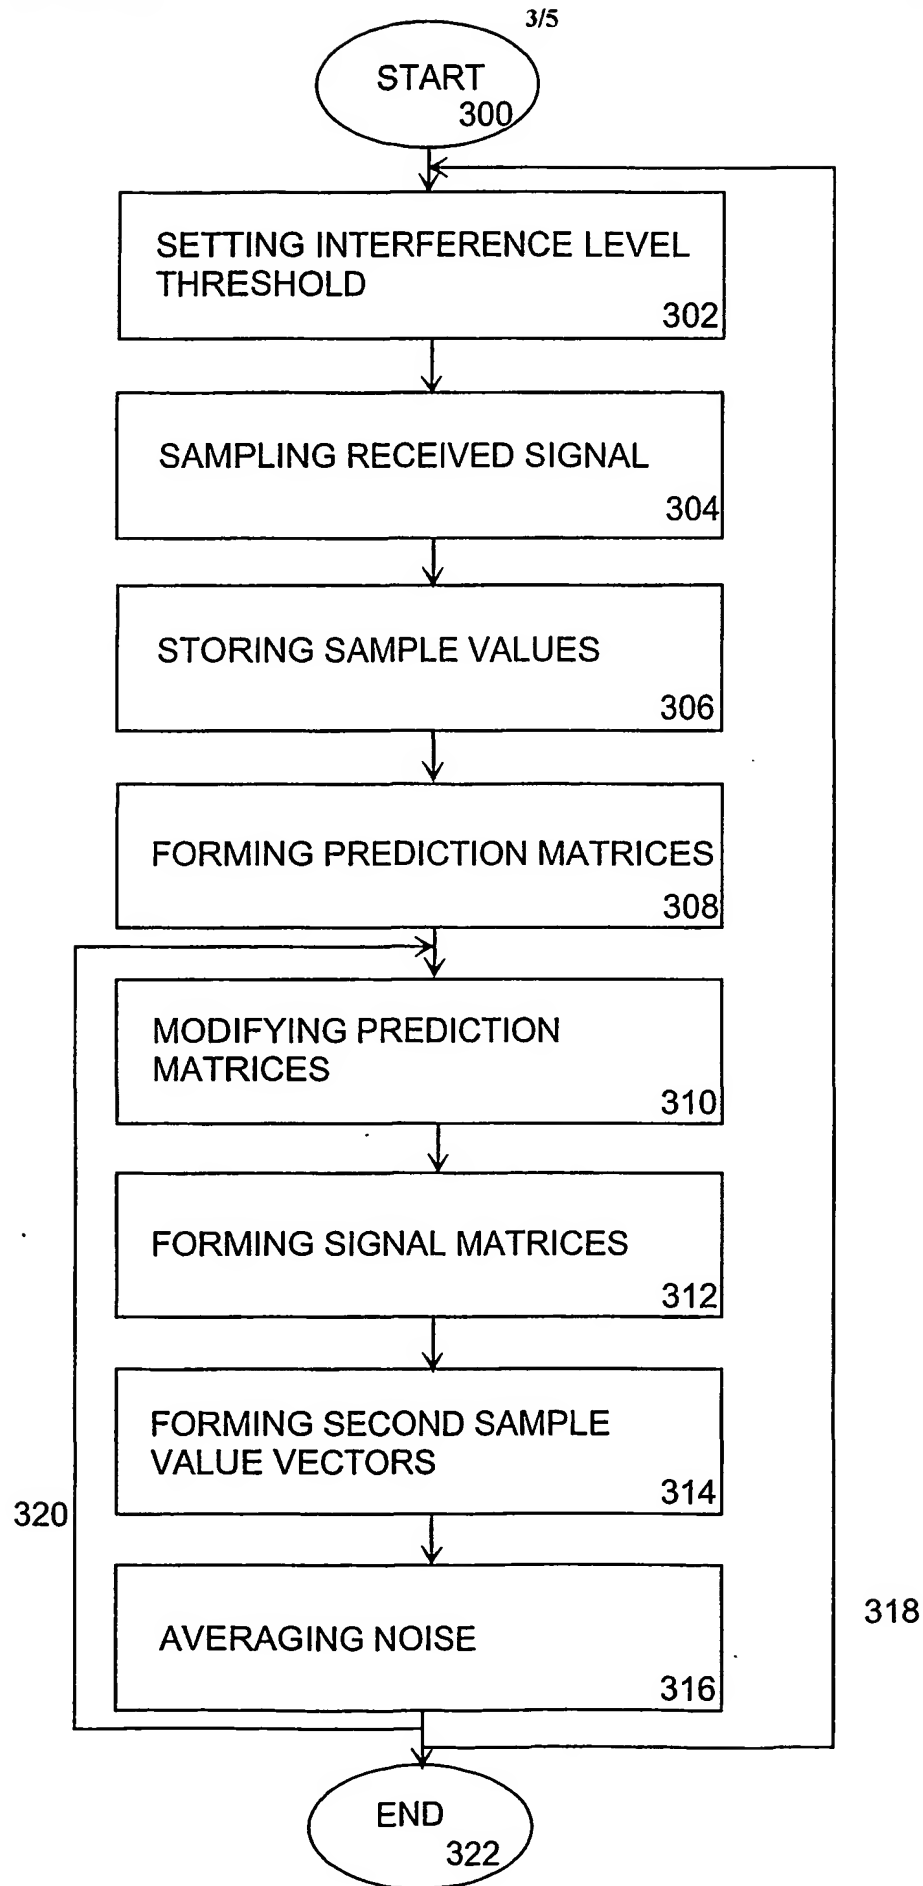 3/5
START
300
SETTING INTERFERENCE LEVEL
THRESHOLD
302
SAMPLING RECEIVED SIGNAL
304
STORING SAMPLE VALUES
306
FORMING PREDICTION MATRICES
308
MODIFYING PREDICTION
MATRICES
310
FORMING SIGNAL MATRICES
312
FORMING SECOND SAMPLE
VALUE VECTORS
314
320
AVERAGING NOISE
316
318
END
322